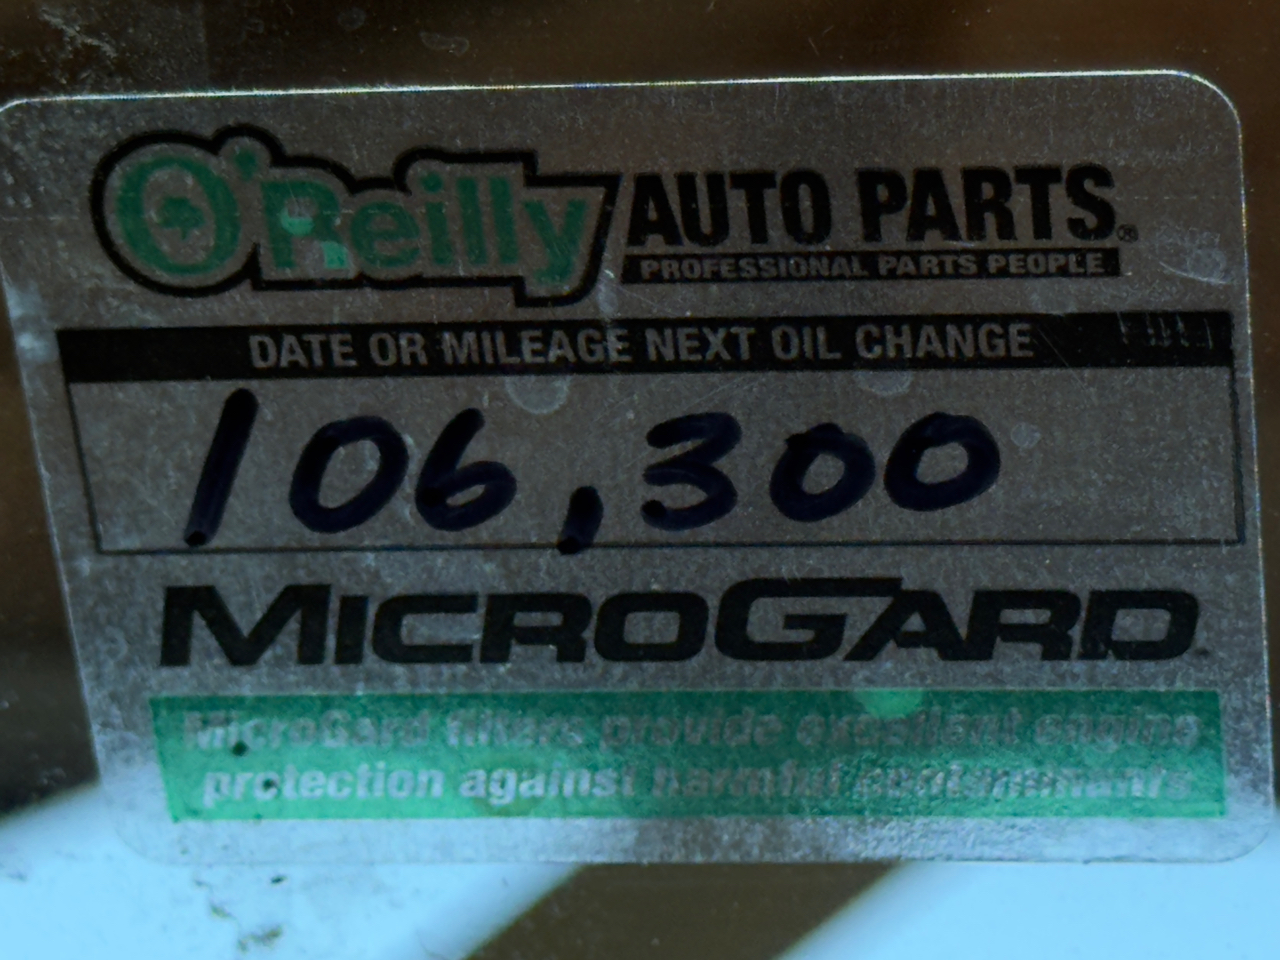 O'Reilly AUTO PARTS®
PROFESSIONAL PARTS PEOPLE
DATE OR MILEAGE NEXT OIL CHANGE
106,300
MICROGARD
MicroGard filters provide excellent engine
protection against harmful contaminants